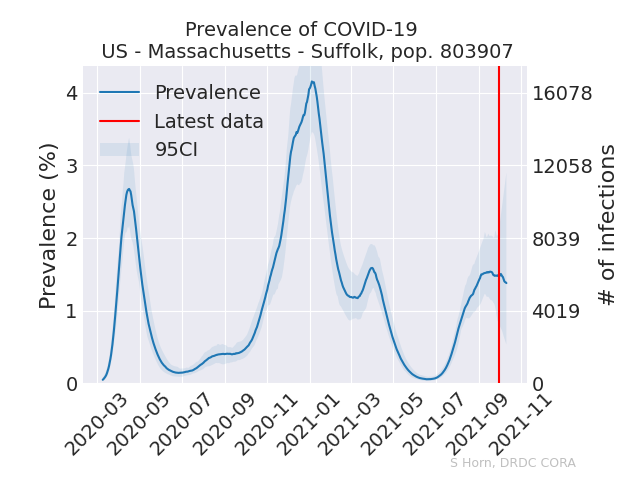 Prevalence of COVID-19
US - Massachusetts - Suffolk, pop. 803907
Prevalence
Latest data
95CI
Prevalence (%)
4
3
2
1
0
16078
12058
8039
4019
0
# of infections
2020-03
2020-05
2020-07
2020-09
2020-11
2021-01
2021-03
2021-05
2021-07
2021-09
2021-11
S Horn, DRDC CORA